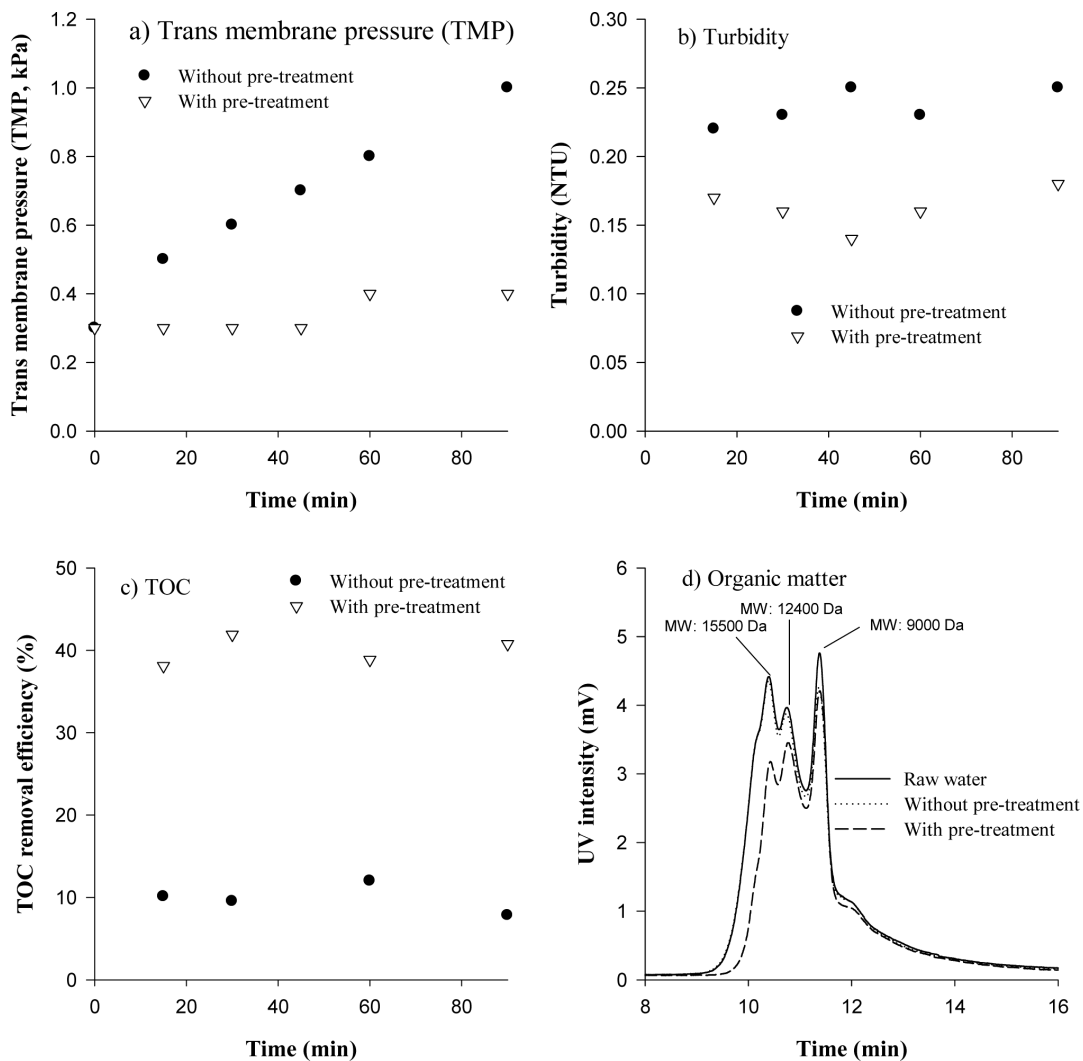 a) Trans membrane pressure (TMP)
Without pre-treatment
With pre-treatment
Trans membrane pressure (TMP, kPa)
1.2
1.0
0.8
0.6
0.4
0.2
0.0
0 20 40 60 80
Time (min)
b) Turbidity
Without pre-treatment
With pre-treatment
Turbidity (NTU)
0.30
0.25
0.20
0.15
0.10
0.05
0.00
0 20 40 60 80
Time (min)
c) TOC
Without pre-treatment
With pre-treatment
TOC removal efficiency (%)
50
40
30
20
10
0
0 20 40 60 80
Time (min)
d) Organic matter
MW: 12400 Da
MW: 15500 Da
MW: 9000 Da
Raw water
Without pre-treatment
With pre-treatment
UV intensity (mV)
6
5
4
3
2
1
0
8 10 12 14 16
Time (min)